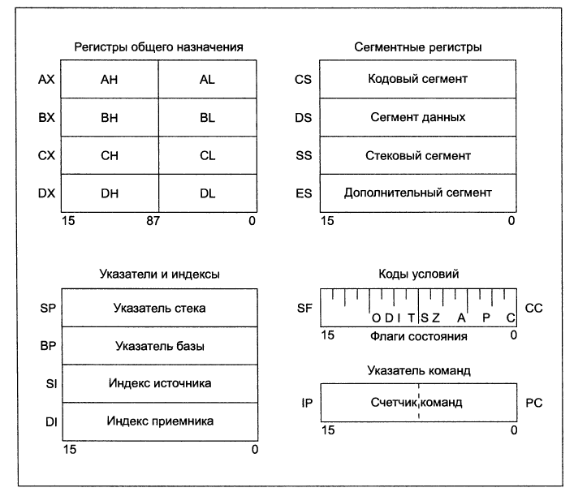 Регистры общего назначения
AX AH AL
BX BH BL
CX CH CL
DX DH DL
15 87 0
Сегментные регистры
CS Кодовый сегмент
DS Сегмент данных
SS Стековый сегмент
ES Дополнительный сегмент
15 0
Указатели и индексы
SP Указатель стека
BP Указатель базы
SI Индекс источника
DI Индекс приемника
15 0
Коды условий
SF O D I T S Z A P C CC
15 Флаги состояния 0
Указатель команд
IP Счетчик команд PC
15 0